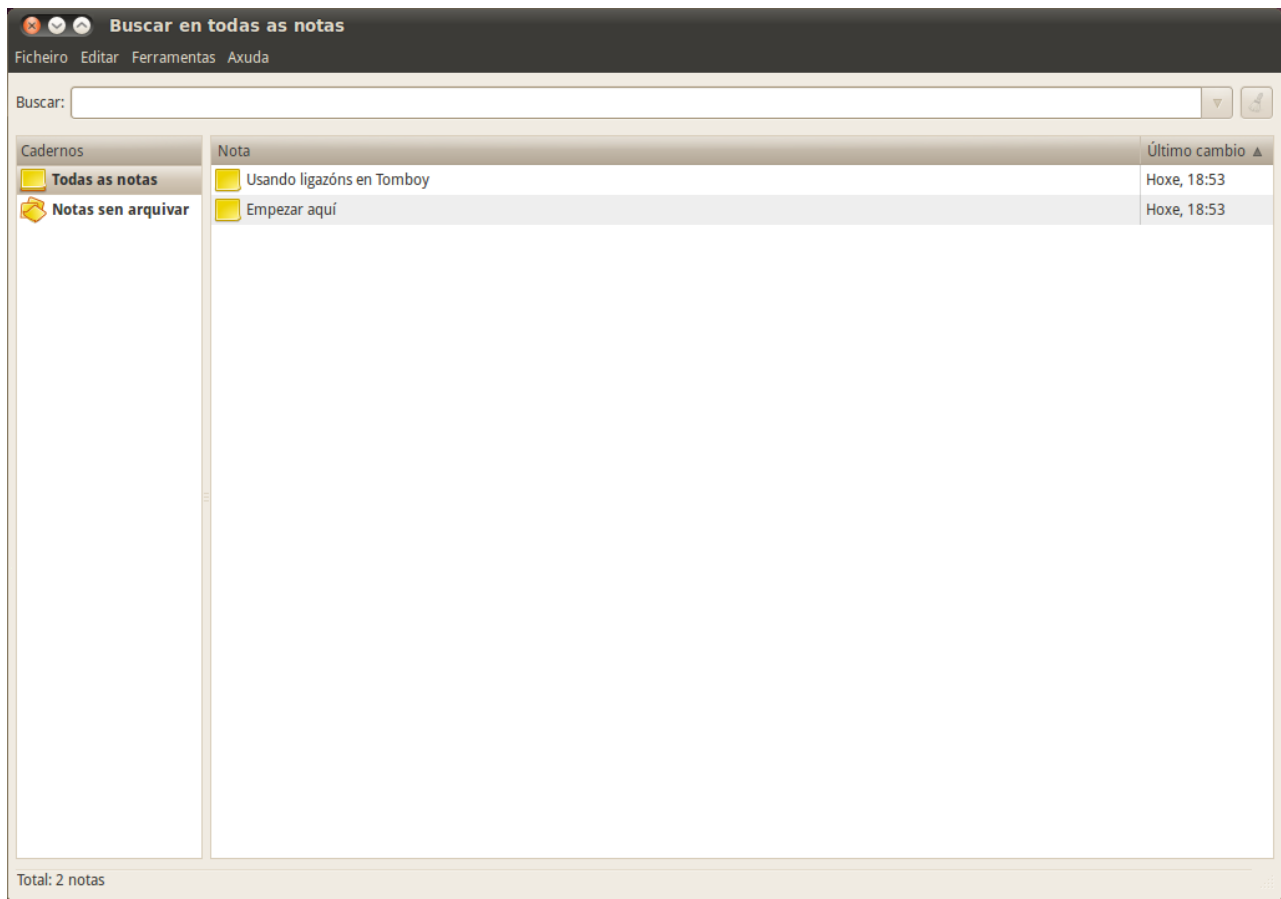 Buscar en todas as notas
Ficheiro Editar Ferramentas Axuda
Buscar:
Cadernos Nota Último cambio
Todas as notas Usando ligazóns en Tomboy Hoxe, 18:53
Notas sen arquivar Empezar aquí Hoxe, 18:53
Total: 2 notas